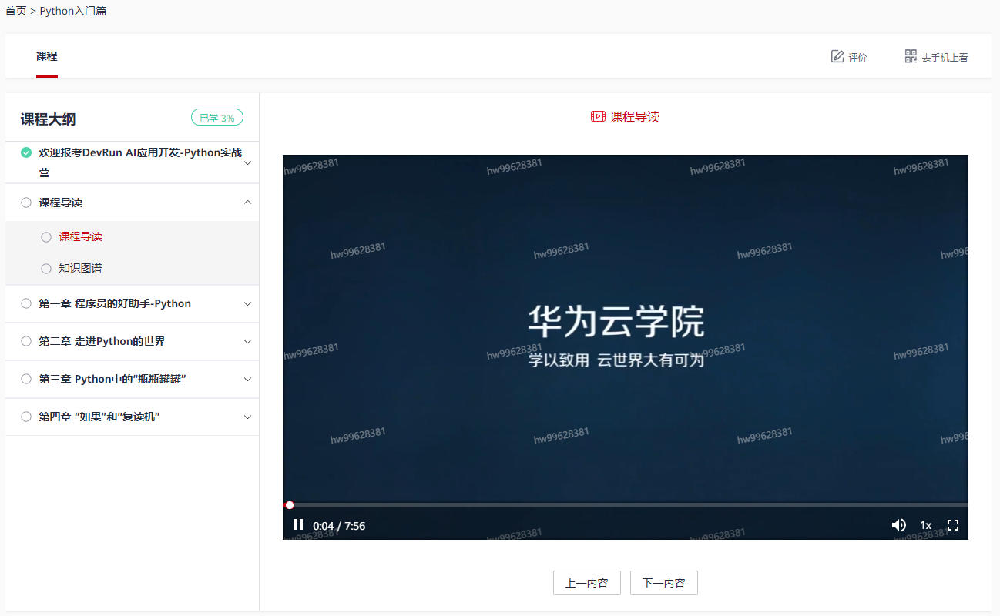 首页 > Python入门篇
课程
评价
去手机上看
课程大纲
已学 3%
欢迎报考DevRun AI应用开发-Python实战
营
课程导读
课程导读
知识图谱
第一章 程序员的好助手-Python
第二章 走进Python的世界
第三章 Python中的“瓶瓶罐罐”
第四章 “如果”和“复读机”
课程导读
hw99628381 hw99628381 hw99628381 hw99628381
hw99628381 hw99628381 hw99628381 hw996
华为云学院
hw99628381 hw99628381 hw99628381 hw99628381
学以致用 云世界大有可为
hw99628381 hw99628381 hw99628381 hw996
0:04 / 7:56
1x
hw99628381 hw99628381 hw99628381 hw99628381
上一内容
下一内容